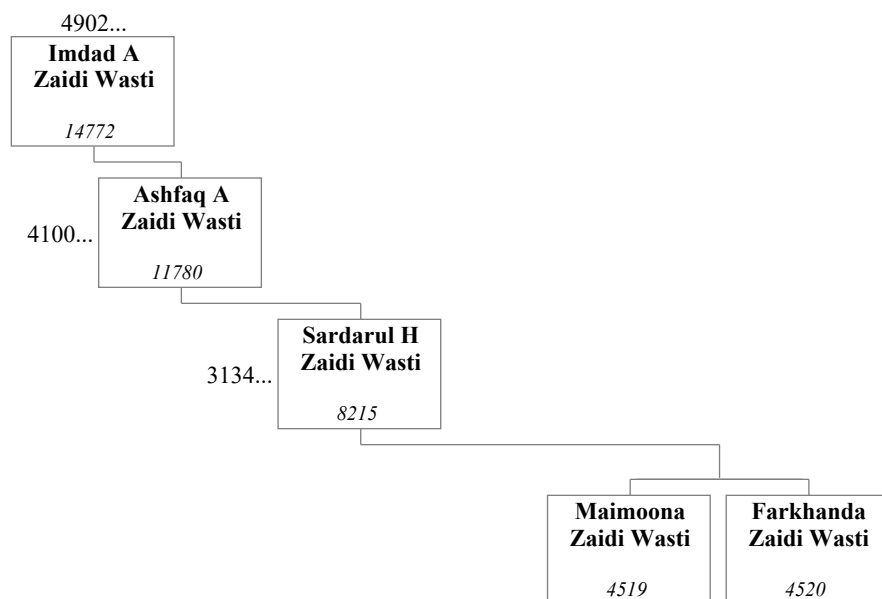 4902...
Imdad A
Zaidi Wasti
14772
Ashfaq A
Zaidi Wasti
4100...
11780
Sardarul H
Zaidi Wasti
3134...
8215
Maimoona
Zaidi Wasti
4519
Farkhanda
Zaidi Wasti
4520